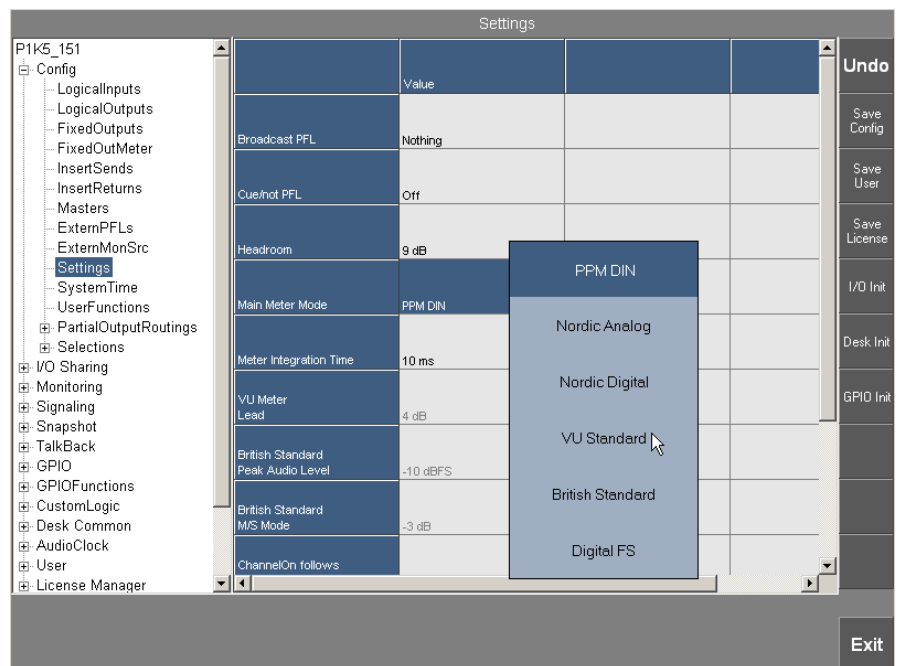 Settings
P1K5_151
Config
LogicalInputs
LogicalOutputs
FixedOutputs
FixedOutMeter
InsertSends
InsertReturns
Masters
ExternPFLs
ExternMonSrc
Settings
SystemTime
UserFunctions
PartialOutputRoutings
Selections
I/O Sharing
Monitoring
Signaling
Snapshot
TalkBack
GPIO
GPIOFunctions
CustomLogic
Desk Common
AudioClock
User
License Manager
Value
Broadcast PFL Nothing
Cue/not PFL Off
Headroom 9 dB
Main Meter Mode PPM DIN
Meter Integration Time 10 ms
VU Meter
Lead 4 dB
British Standard
Peak Audio Level -10 dBFS
British Standard
M/S Mode -3 dB
ChannelOn follows
PPM DIN
Nordic Analog
Nordic Digital
VU Standard
British Standard
Digital FS
Undo
Save
Config
Save
User
Save
License
I/O Init
Desk Init
GPIO Init
Exit